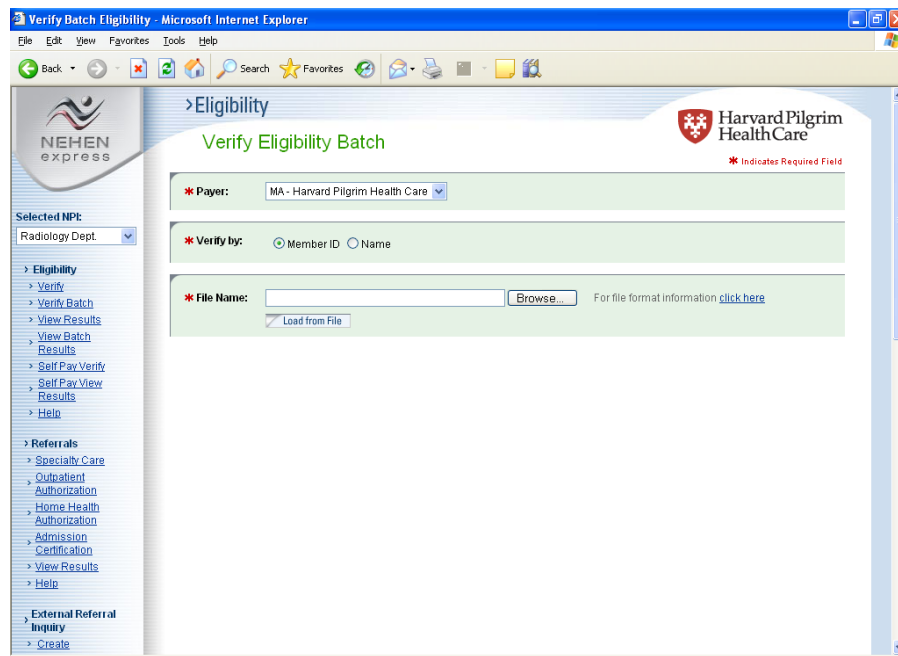 Verify Batch Eligibility - Microsoft Internet Explorer
File Edit View Favorites Tools Help
Back Search Favorites
NEHEN
express
Selected NPI:
Radiology Dept.
> Eligibility
> Verify
> Verify Batch
> View Results
> View Batch
Results
> Self Pay Verify
> Self Pay View
Results
> Help
> Referrals
> Specialty Care
> Outpatient
Authorization
> Home Health
Authorization
> Admission
Certification
> View Results
> Help
> External Referral
Inquiry
> Create
>Eligibility
Verify Eligibility Batch
Harvard Pilgrim
HealthCare
* Indicates Required Field
* Payer: MA - Harvard Pilgrim Health Care
* Verify by: Member ID Name
* File Name: Browse... For file format information click here
Load from File